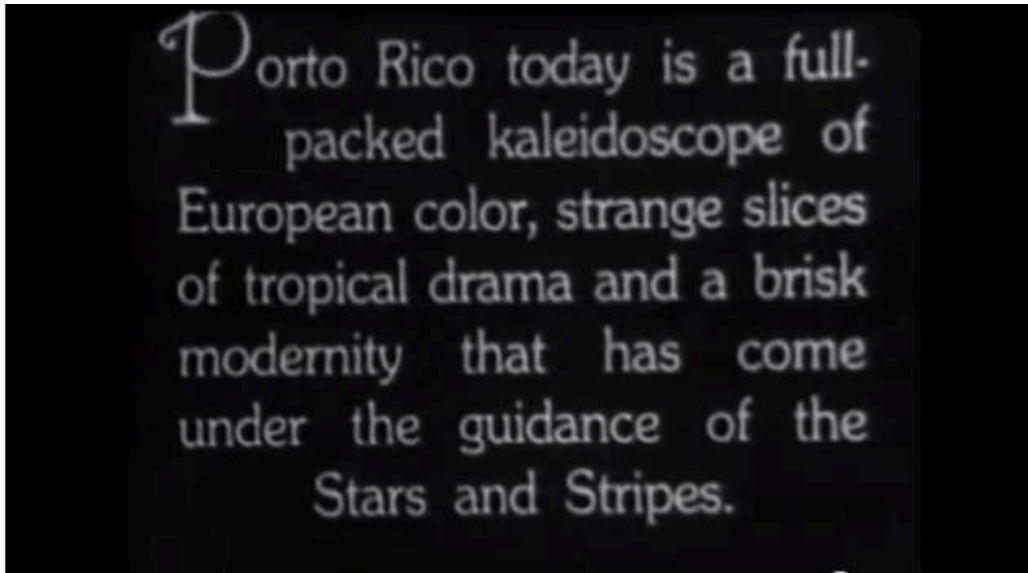 Porto Rico today is a full-
packed kaleidoscope of
European color, strange slices
of tropical drama and a brisk
modernity that has come
under the guidance of the
Stars and Stripes.